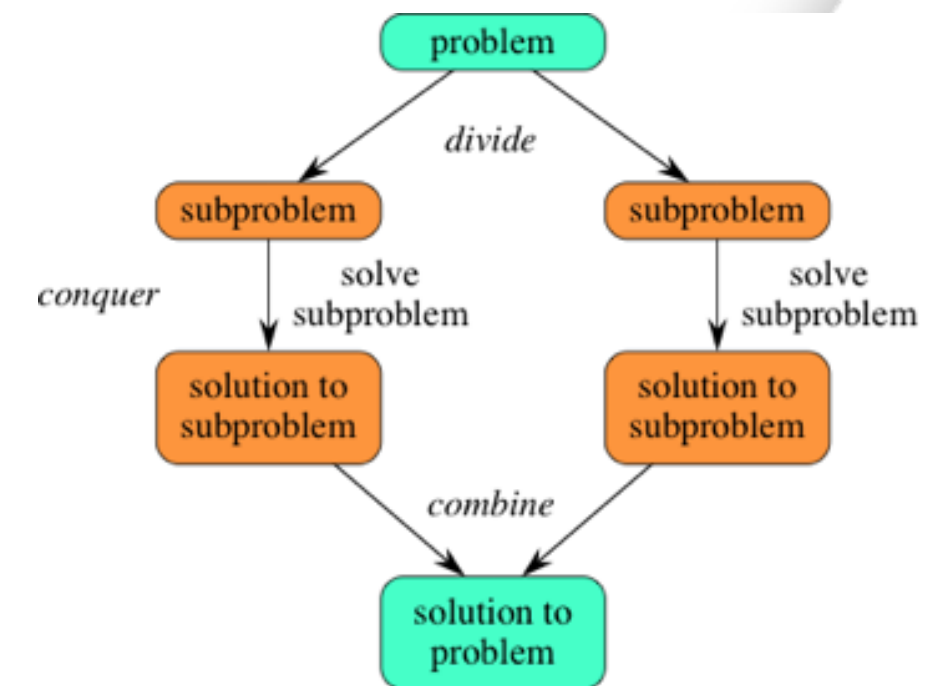 problem
divide
subproblem
subproblem
conquer
solve
subproblem
solve
subproblem
solution to
subproblem
solution to
subproblem
combine
solution to
problem